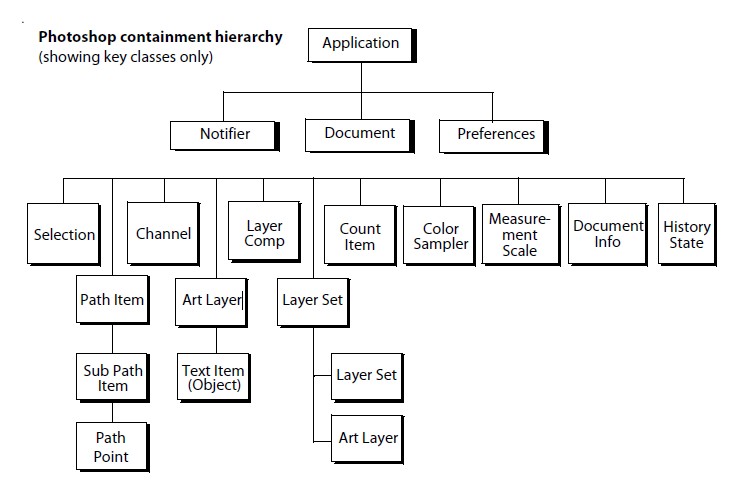 Photoshop containment hierarchy
(showing key classes only)
Application
Notifier
Document
Preferences
Selection
Channel
Layer
Comp
Count
Item
Color
Sampler
Measure-
ment
Scale
Document
Info
History
State
Path Item
Art Layer
Layer Set
Sub Path
Item
Text Item
(Object)
Layer Set
Path
Point
Art Layer